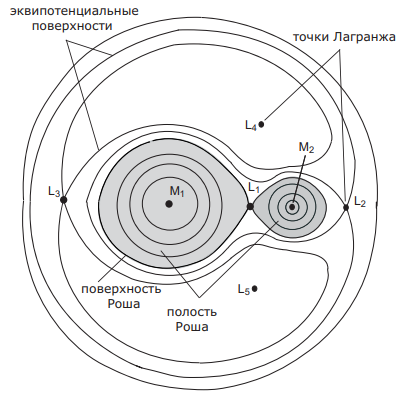 эквипотенциальные
поверхности
точки Лагранжа
L4
M2
L3
M1
L1
L2
L5
поверхность
Роша
полость
Роша